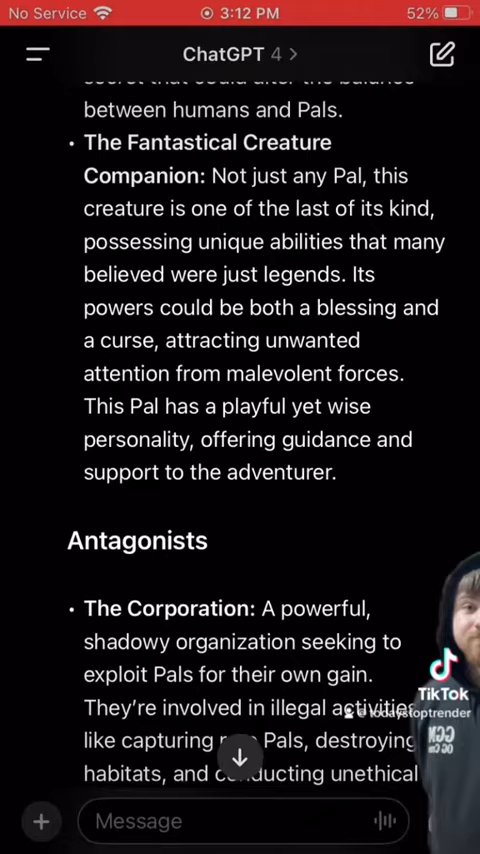 No Service 3:12 PM 52%
ChatGPT 4 >
between humans and Pals.
• The Fantastical Creature
Companion: Not just any Pal, this
creature is one of the last of its kind,
possessing unique abilities that many
believed were just legends. Its
powers could be both a blessing and
a curse, attracting unwanted
attention from malevolent forces.
This Pal has a playful yet wise
personality, offering guidance and
support to the adventurer.
Antagonists
• The Corporation: A powerful,
shadowy organization seeking to
exploit Pals for their own gain.
They're involved in illegal activities
TikTok
@todaystoptrender
like capturing Pals, destroying
habitats, and conducting unethical
Message